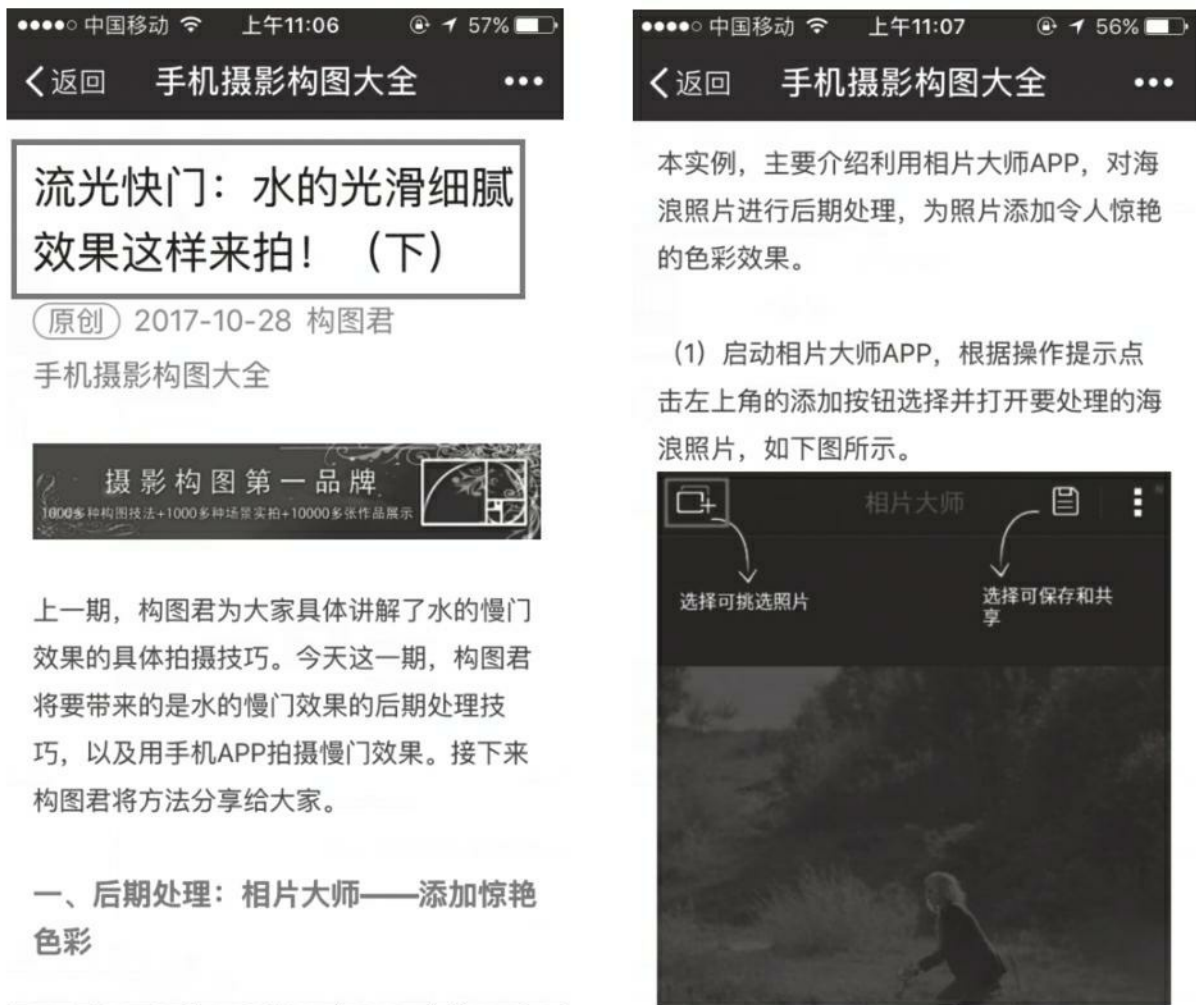 中国移动 上午11:06 57%
返回 手机摄影构图大全
流光快门：水的光滑细腻
效果这样来拍！（下）
原创 2017-10-28 构图君
手机摄影构图大全
摄影构图第一品牌
1000多种构图技法+1000多种场景实拍+10000多张作品展示
上一期，构图君为大家具体讲解了水的慢门
效果的具体拍摄技巧。今天这一期，构图君
将要带来的是水的慢门效果的后期处理技
巧，以及用手机APP拍摄慢门效果。接下来
构图君将方法分享给大家。
一、后期处理：相片大师——添加惊艳
色彩
中国移动 上午11:07 56%
返回 手机摄影构图大全
本实例，主要介绍利用相片大师APP，对海
浪照片进行后期处理，为照片添加令人惊艳
的色彩效果。
（1）启动相片大师APP，根据操作提示点
击左上角的添加按钮选择并打开要处理的海
浪照片，如下图所示。
相片大师
选择可挑选照片
选择可保存和共
享